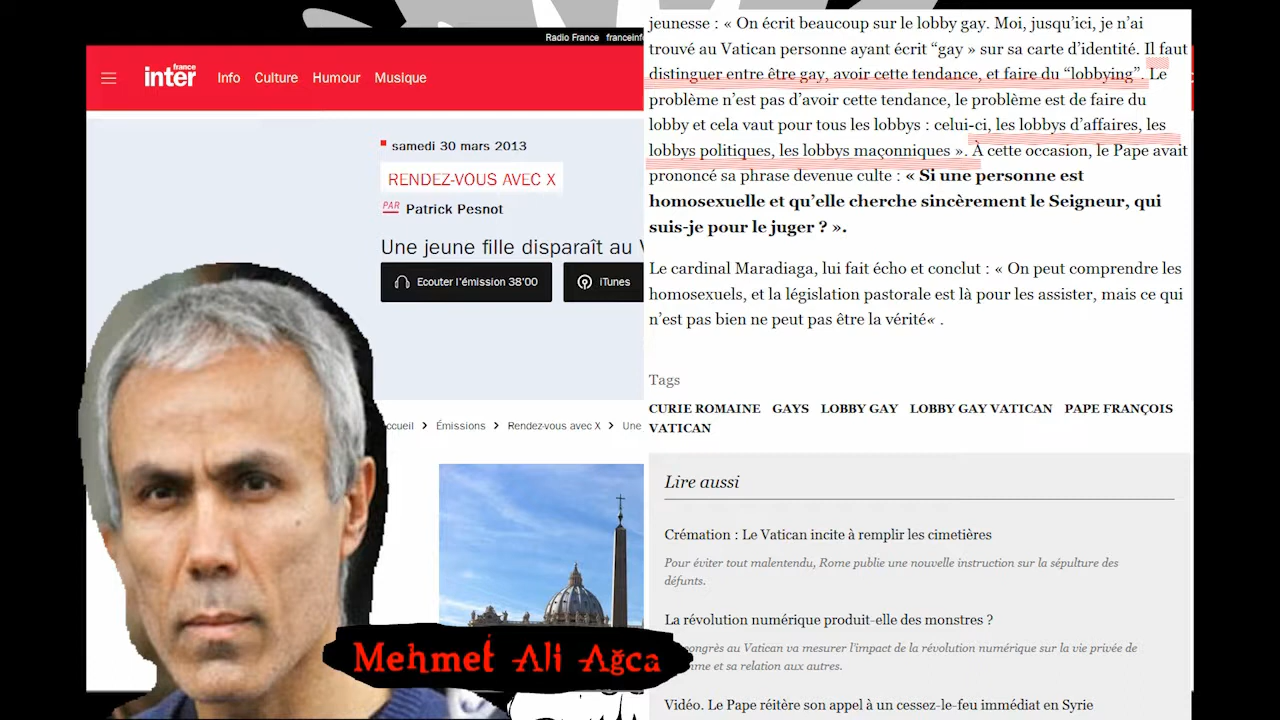 Radio France franceinfo
france
inter
Info Culture Humour Musique
samedi 30 mars 2013
RENDEZ-VOUS AVEC X
PAR Patrick Pesnot
Une jeune fille disparaît au
Ecouter l'émission 38'00
iTunes
ccueil > Émissions > Rendez-vous avec X > Une
Mehmet Ali Ağca
jeunesse : « On écrit beaucoup sur le lobby gay. Moi, jusqu'ici, je n'ai
trouvé au Vatican personne ayant écrit “gay” sur sa carte d'identité. Il faut
distinguer entre être gay, avoir cette tendance, et faire du “lobbying”. Le
problème n'est pas d'avoir cette tendance, le problème est de faire du
lobby et cela vaut pour tous les lobbys : celui-ci, les lobbys d'affaires, les
lobbys politiques, les lobbys maçonniques ». À cette occasion, le Pape avait
prononcé sa phrase devenue culte : « Si une personne est
homosexuelle et qu'elle cherche sincèrement le Seigneur, qui
suis-je pour le juger ? ».
Le cardinal Maradiaga, lui fait écho et conclut : « On peut comprendre les
homosexuels, et la législation pastorale est là pour les assister, mais ce qui
n'est pas bien ne peut pas être la vérité« .
Tags
CURIE ROMAINE GAYS LOBBY GAY LOBBY GAY VATICAN PAPE FRANÇOIS
VATICAN
Lire aussi
Crémation : Le Vatican incite à remplir les cimetières
Pour éviter tout malentendu, Rome publie une nouvelle instruction sur la sépulture des
défunts.
La révolution numérique produit-elle des monstres ?
ongrès au Vatican va mesurer l'impact de la révolution numérique sur la vie privée de
me et sa relation aux autres.
Vidéo. Le Pape réitère son appel à un cessez-le-feu immédiat en Syrie